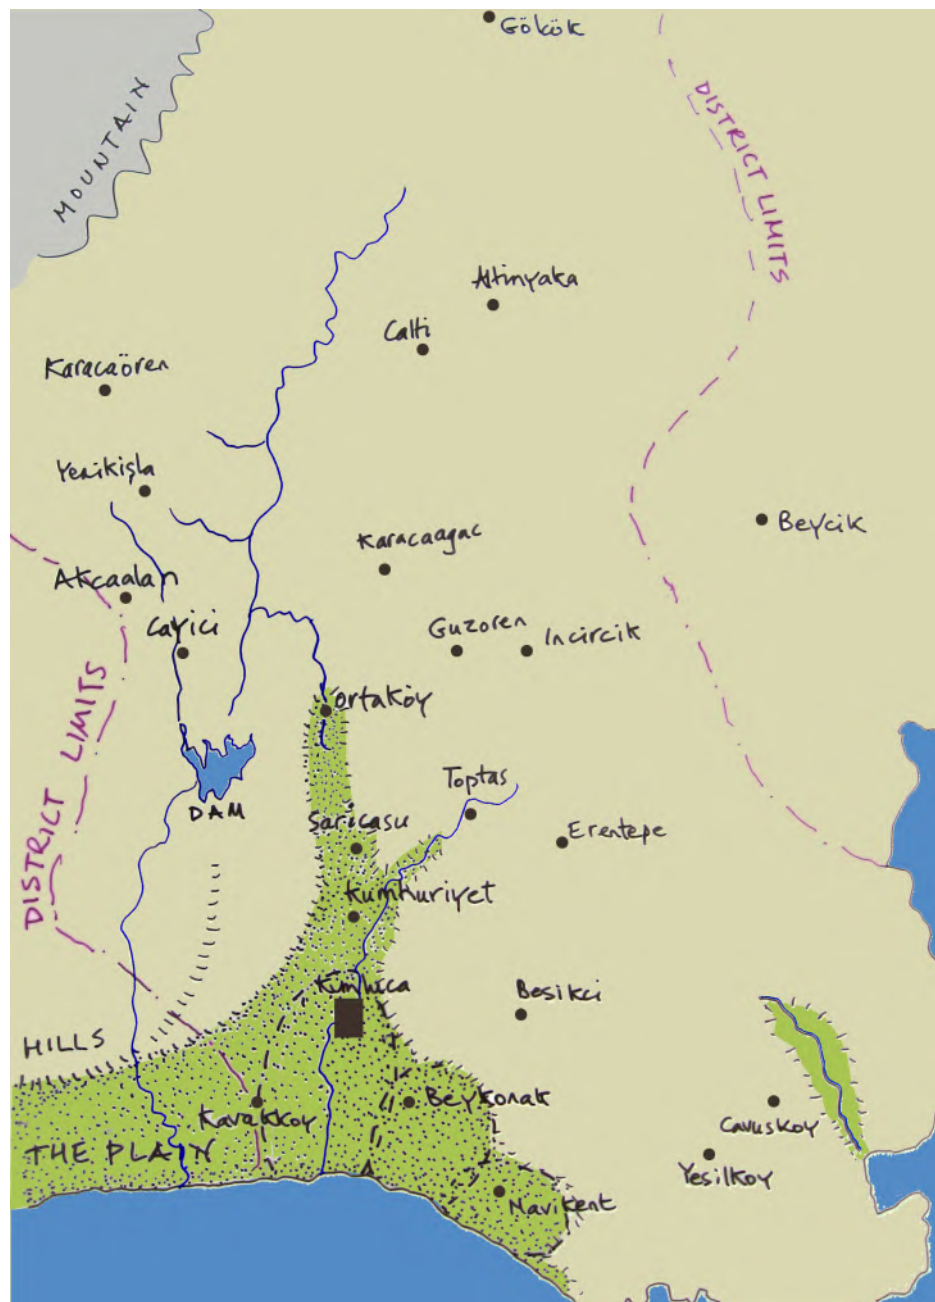 Gökök
MOUNTAIN
DISTRICT LIMITS
Altinyaka
Calti
Karacaören
Yenikişla
Beycik
Karacaagac
Akcaalan
Cayici
Guzoren
Incircik
DISTRICT LIMITS
Ortaköy
Toptas
DAM
Saricasu
Erentepe
Kumhuriyet
Kumluca
Besikci
HILLS
Kavakkoy
Beykonak
Cavuskoy
THE PLAIN
Yesilkoy
Mavikent